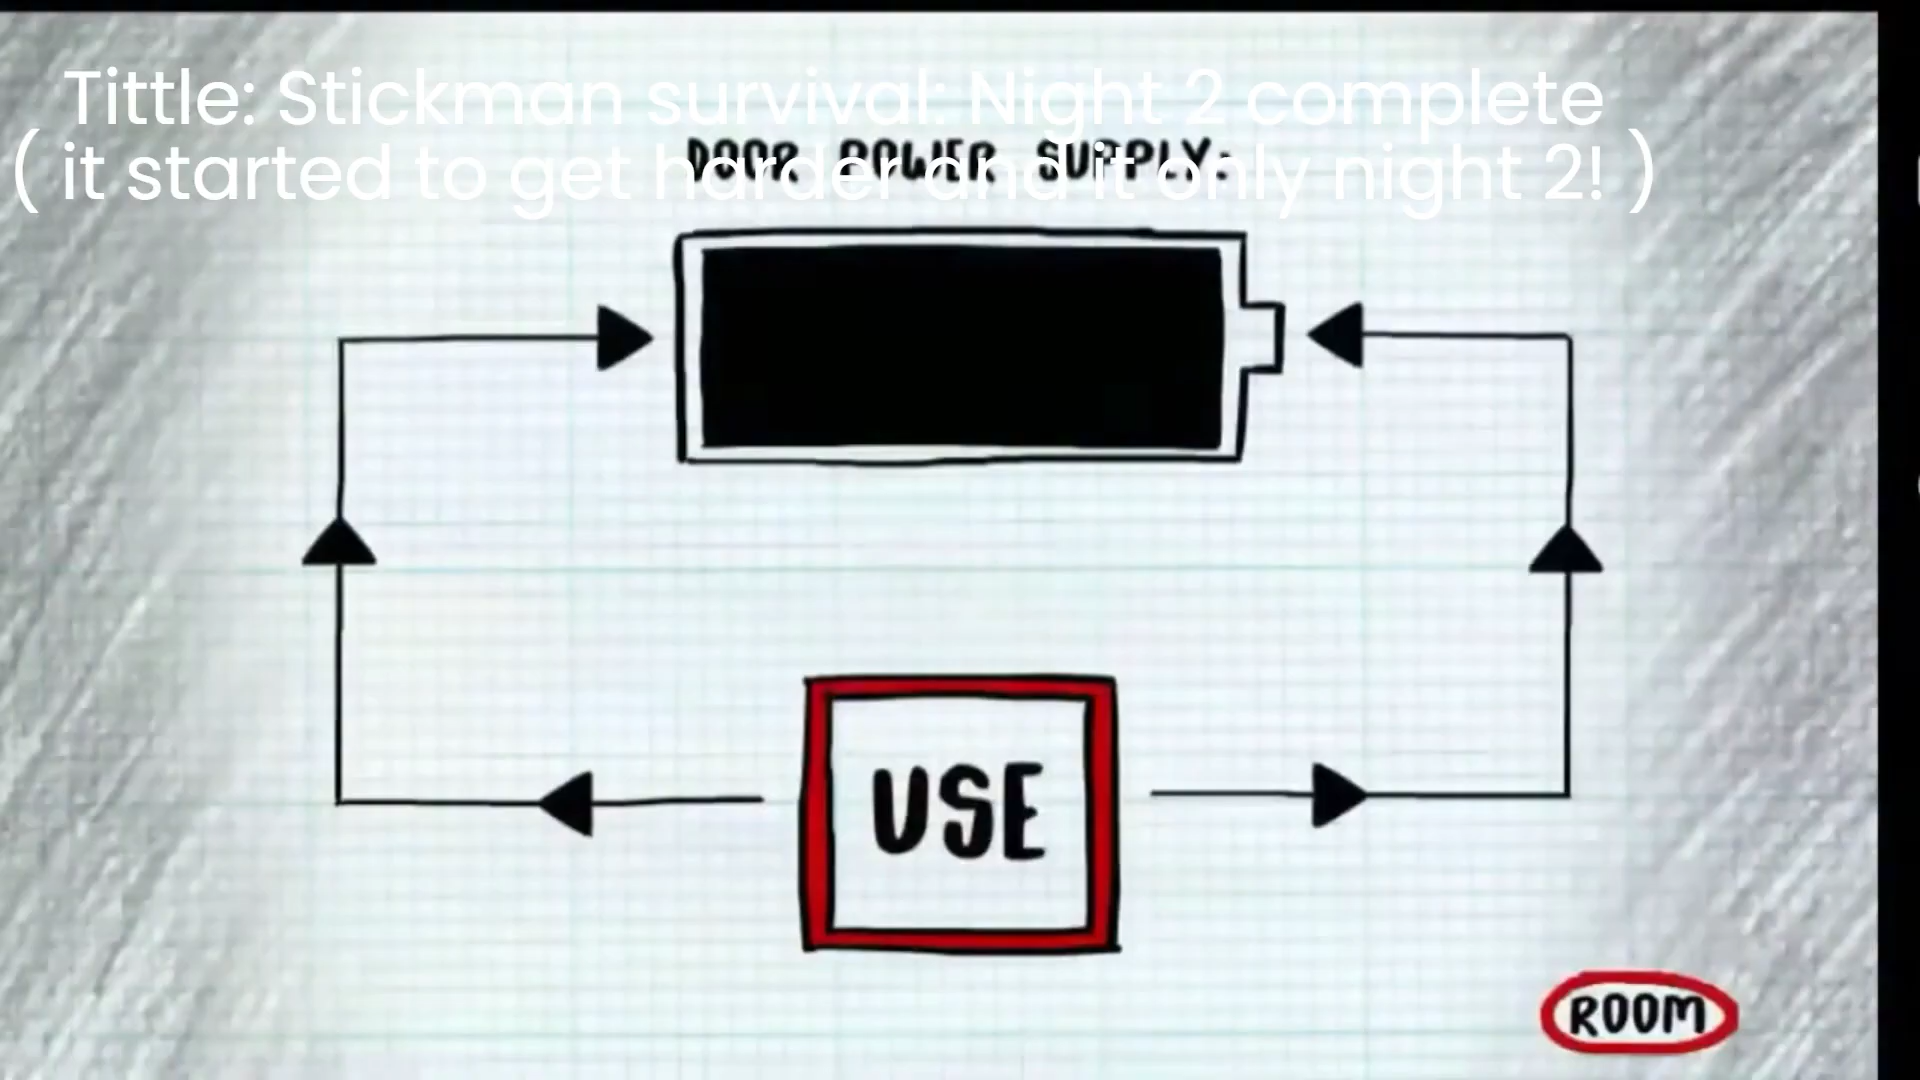 Tittle: Stickman survival: Night 2 complete
( it started to get harder and it only night 2! )
DOOR POWER SUPPLY:
USE
ROOM